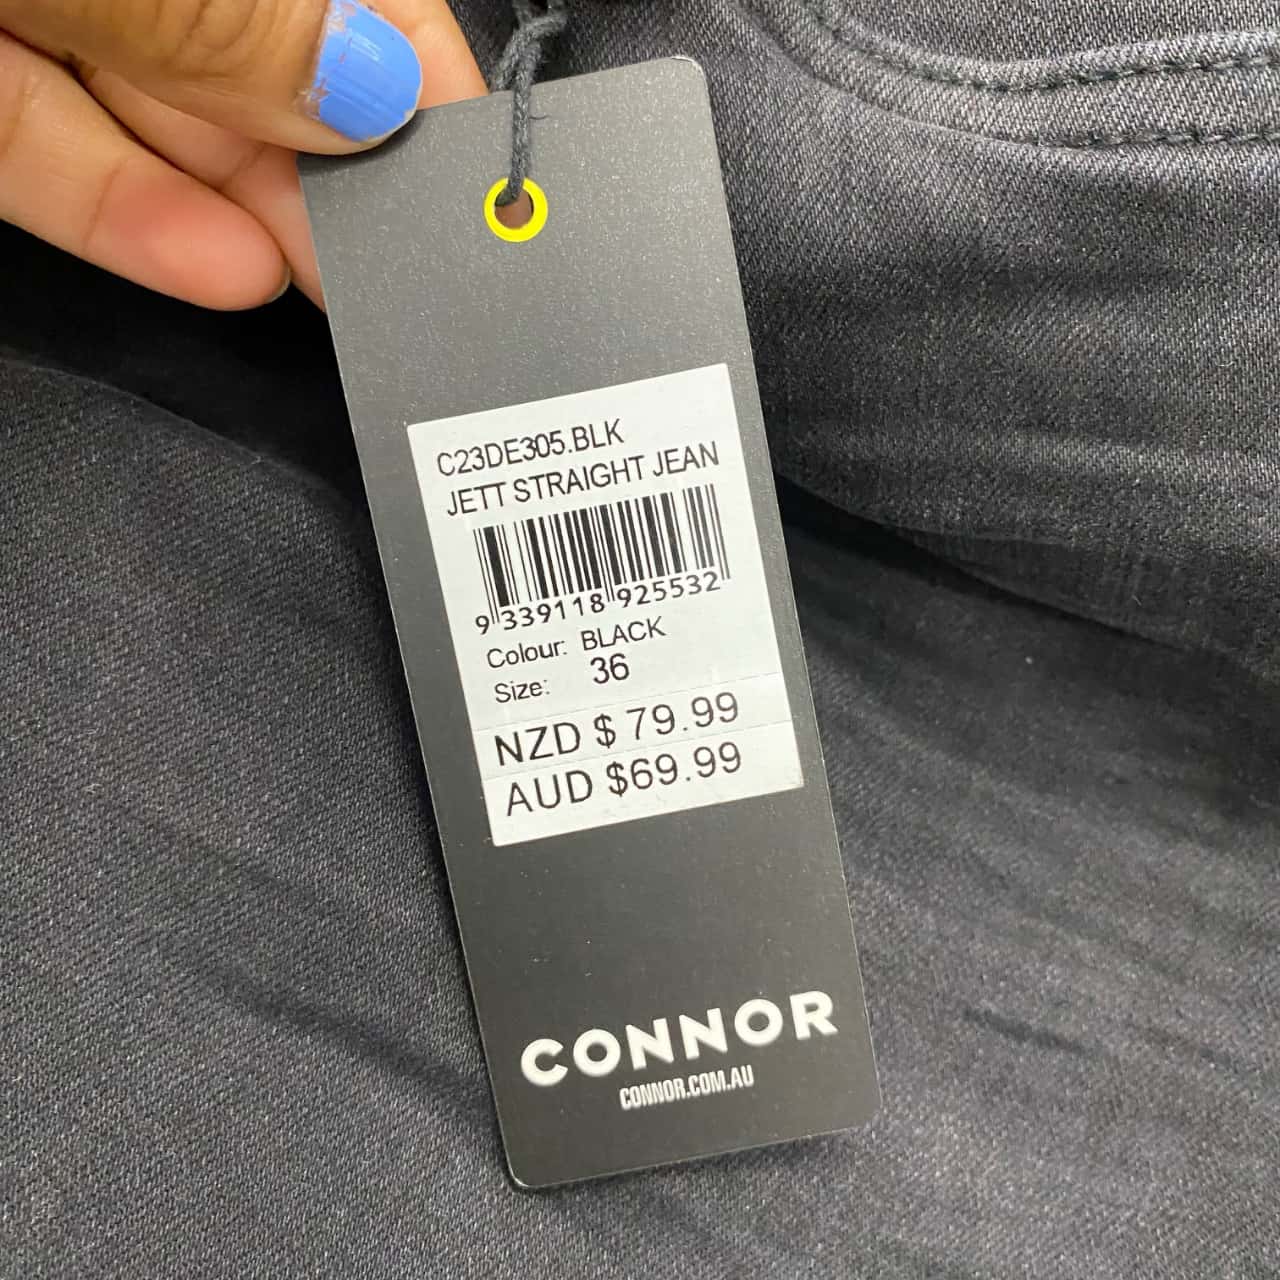 C23DE305.BLK
JETT STRAIGHT JEAN
9 339118 925532
Colour: BLACK
Size: 36
NZD $ 79.99
AUD $69.99
CONNOR
CONNOR.COM.AU